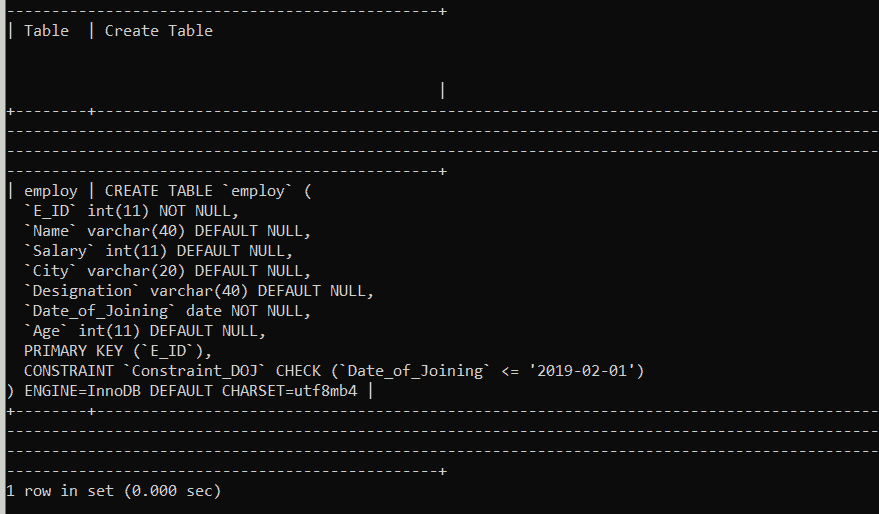 -------------------------------------------------+
| Table  | Create Table
|
+--------+----------------------------------------------------------------------------------------
--------------------------------------------------------------------------------------------------
--------------------------------------------------------------------------------------------------
-------------------------------------------------+
| employ | CREATE TABLE `employ` (
  `E_ID` int(11) NOT NULL,
  `Name` varchar(40) DEFAULT NULL,
  `Salary` int(11) DEFAULT NULL,
  `City` varchar(20) DEFAULT NULL,
  `Designation` varchar(40) DEFAULT NULL,
  `Date_of_Joining` date NOT NULL,
  `Age` int(11) DEFAULT NULL,
  PRIMARY KEY (`E_ID`),
  CONSTRAINT `Constraint_DOJ` CHECK (`Date_of_Joining` <= '2019-02-01')
) ENGINE=InnoDB DEFAULT CHARSET=utf8mb4 |
+--------+----------------------------------------------------------------------------------------
--------------------------------------------------------------------------------------------------
--------------------------------------------------------------------------------------------------
-------------------------------------------------+
1 row in set (0.000 sec)